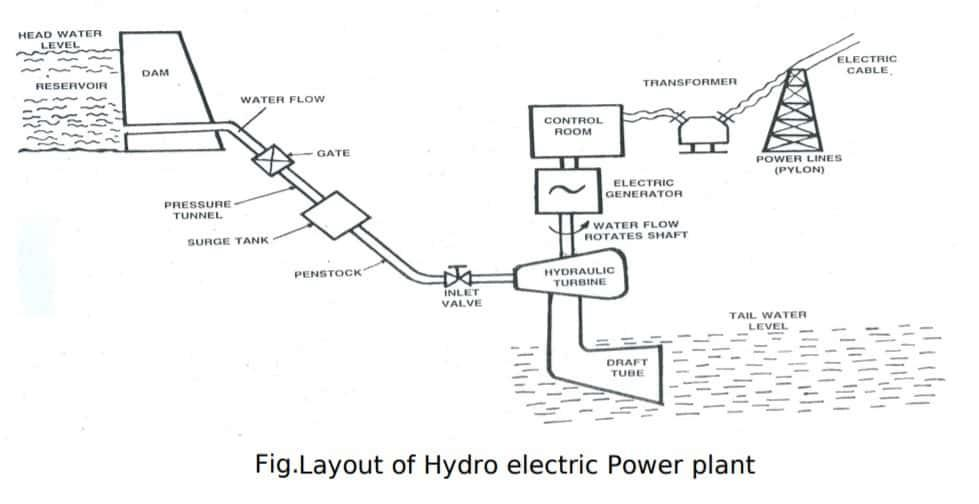 HEAD WATER
LEVEL
RESERVOIR
DAM
WATER FLOW
GATE
PRESSURE
TUNNEL
SURGE TANK
PENSTOCK
INLET
VALVE
CONTROL
ROOM
ELECTRIC
GENERATOR
WATER FLOW
ROTATES SHAFT
HYDRAULIC
TURBINE
DRAFT
TUBE
TAIL WATER
LEVEL
TRANSFORMER
ELECTRIC
CABLE
POWER LINES
(PYLON)
Fig.Layout of Hydro electric Power plant